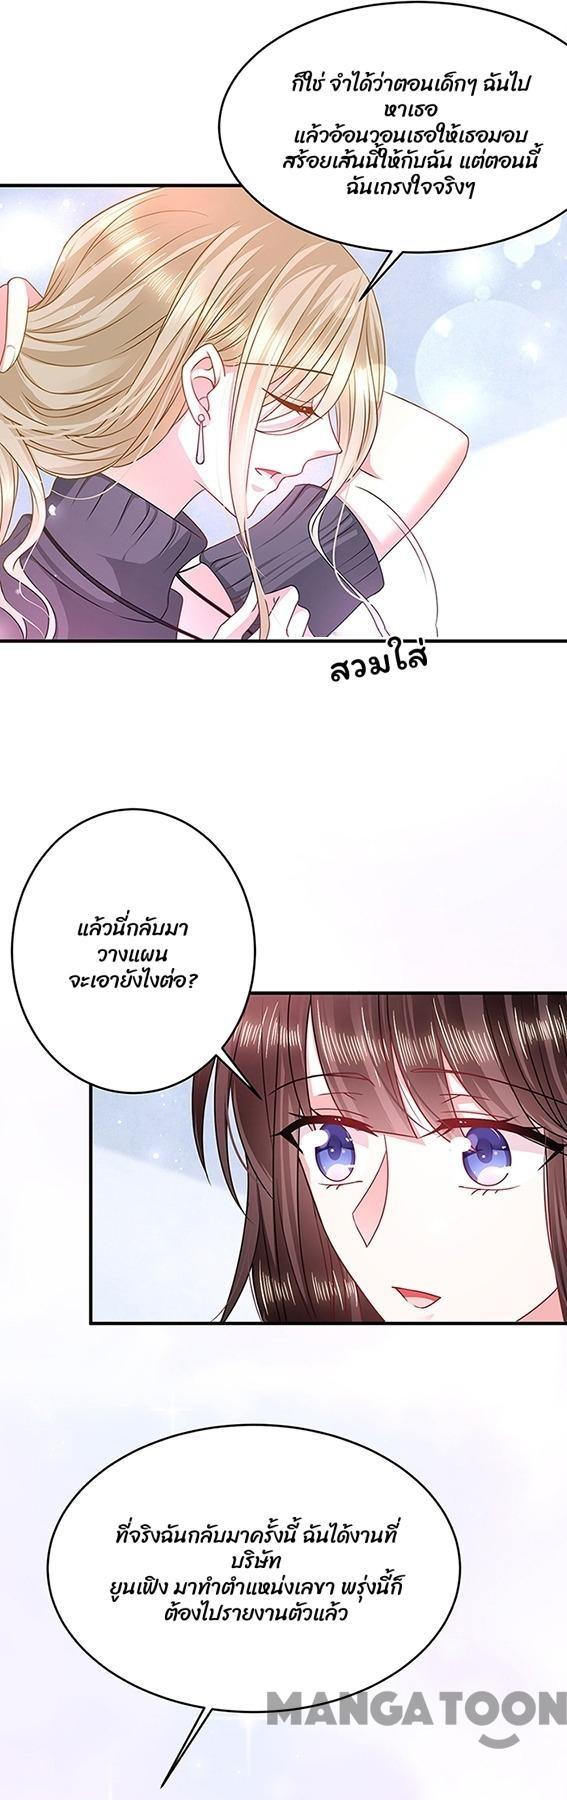 ก็ใช่ จำได้ว่าตอนเด็กๆ ฉันไป
หาเธอ
แล้วอ้อนวอนเธอให้เธอมอบ
สร้อยเส้นนี้ให้กับฉัน แต่ตอนนี้
ฉันเกรงใจจริงๆ
สวมใส่
แล้วนี่กลับมา
วางแผน
จะเอายังไงต่อ?
ที่จริงฉันกลับมาครั้งนี้ ฉันได้งานที่
บริษัท
ยูนเฟิง มาทำตำแหน่งเลขา พรุ่งนี้ก็
ต้องไปรายงานตัวแล้ว
MANGATOON